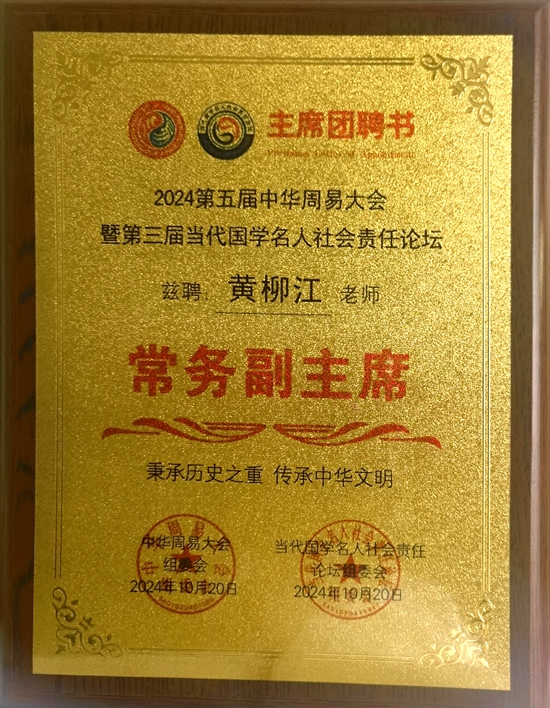 主席团聘书
2024第五届中华周易大会
暨第三届当代国学名人社会责任论坛
兹聘: 黄柳江 老师
常务副主席
秉承历史之重 传承中华文明
中华周易大会
组委会
2024年10月20日
当代国学名人社会责任
论坛组委会
2024年10月20日